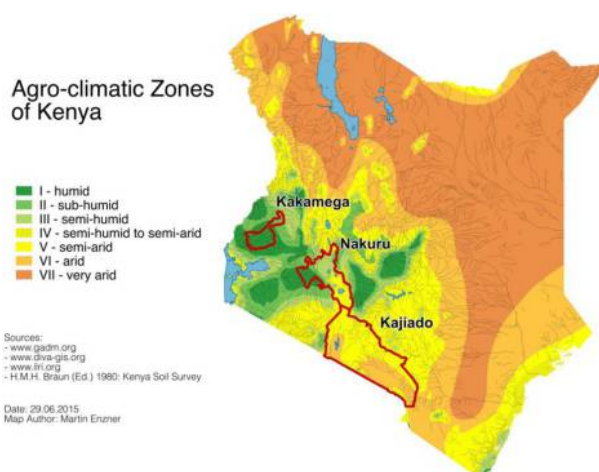 Agro-climatic Zones
of Kenya
I - humid
II - sub-humid
III - semi-humid
IV - semi-humid to semi-arid
V - semi-arid
VI - arid
VII - very arid
Kakamega
Nakuru
Kajiado
Sources:
- www.gadm.org
- www.diva-gis.org
- www.ilri.org
- H.M.H. Braun (Ed.) 1980: Kenya Soil Survey
Date: 29.06.2015
Map Author: Martin Enzner